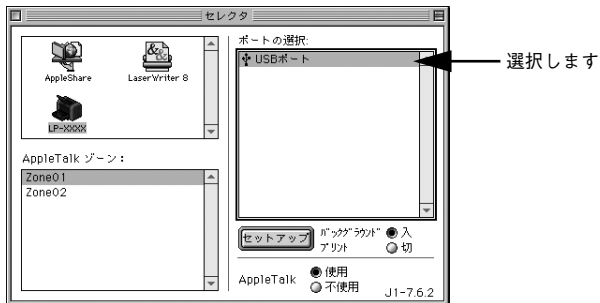 セレクタ
AppleShare
LaserWriter 8
LP-XXXX
AppleTalk ゾーン：
Zone01
Zone02
ポートの選択:
USBポート
選択します
セットアップ
バックグラウンド
プリント
入
切
AppleTalk
使用
不使用
J1-7.6.2